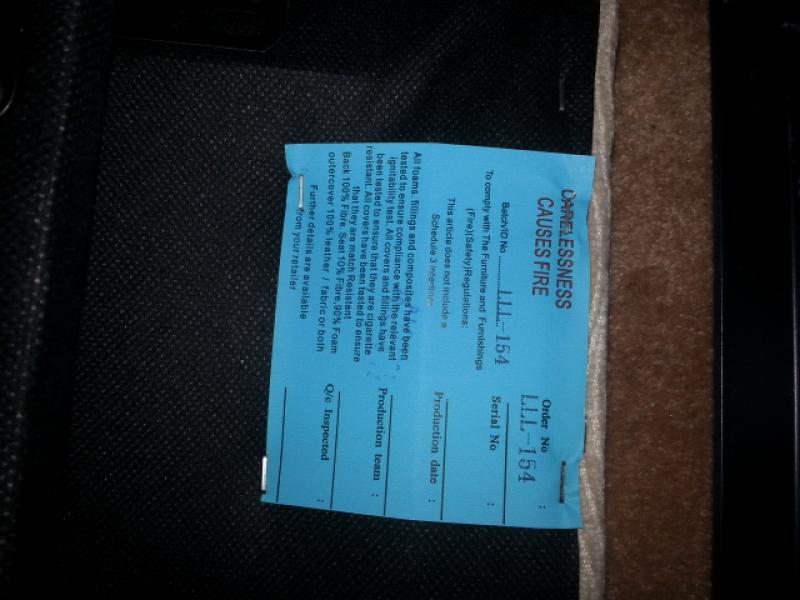 CARELESSNESS
CAUSES FIRE
Batch/ID No ............ LLL-154
To comply with The Furniture and Furnishings
(Fire)(Safety)Regulations:
This article does not include a
Schedule 3 Interliner
All foams, fillings and composites have been
tested to ensure compliance with the relevant
ignitability test. All covers and fillings have
been tested to ensure that they are cigarette
resistant. All covers have been tested to ensure
that they are match Resistant
Back 100% Fibre. Seat 10% Fibre,90% Foam
outercover 100% leather / fabric or both
Further details are available
from your retailer
Order No :
LLL-154
Serial No :
Production date :
Production team :
Q/c Inspected :